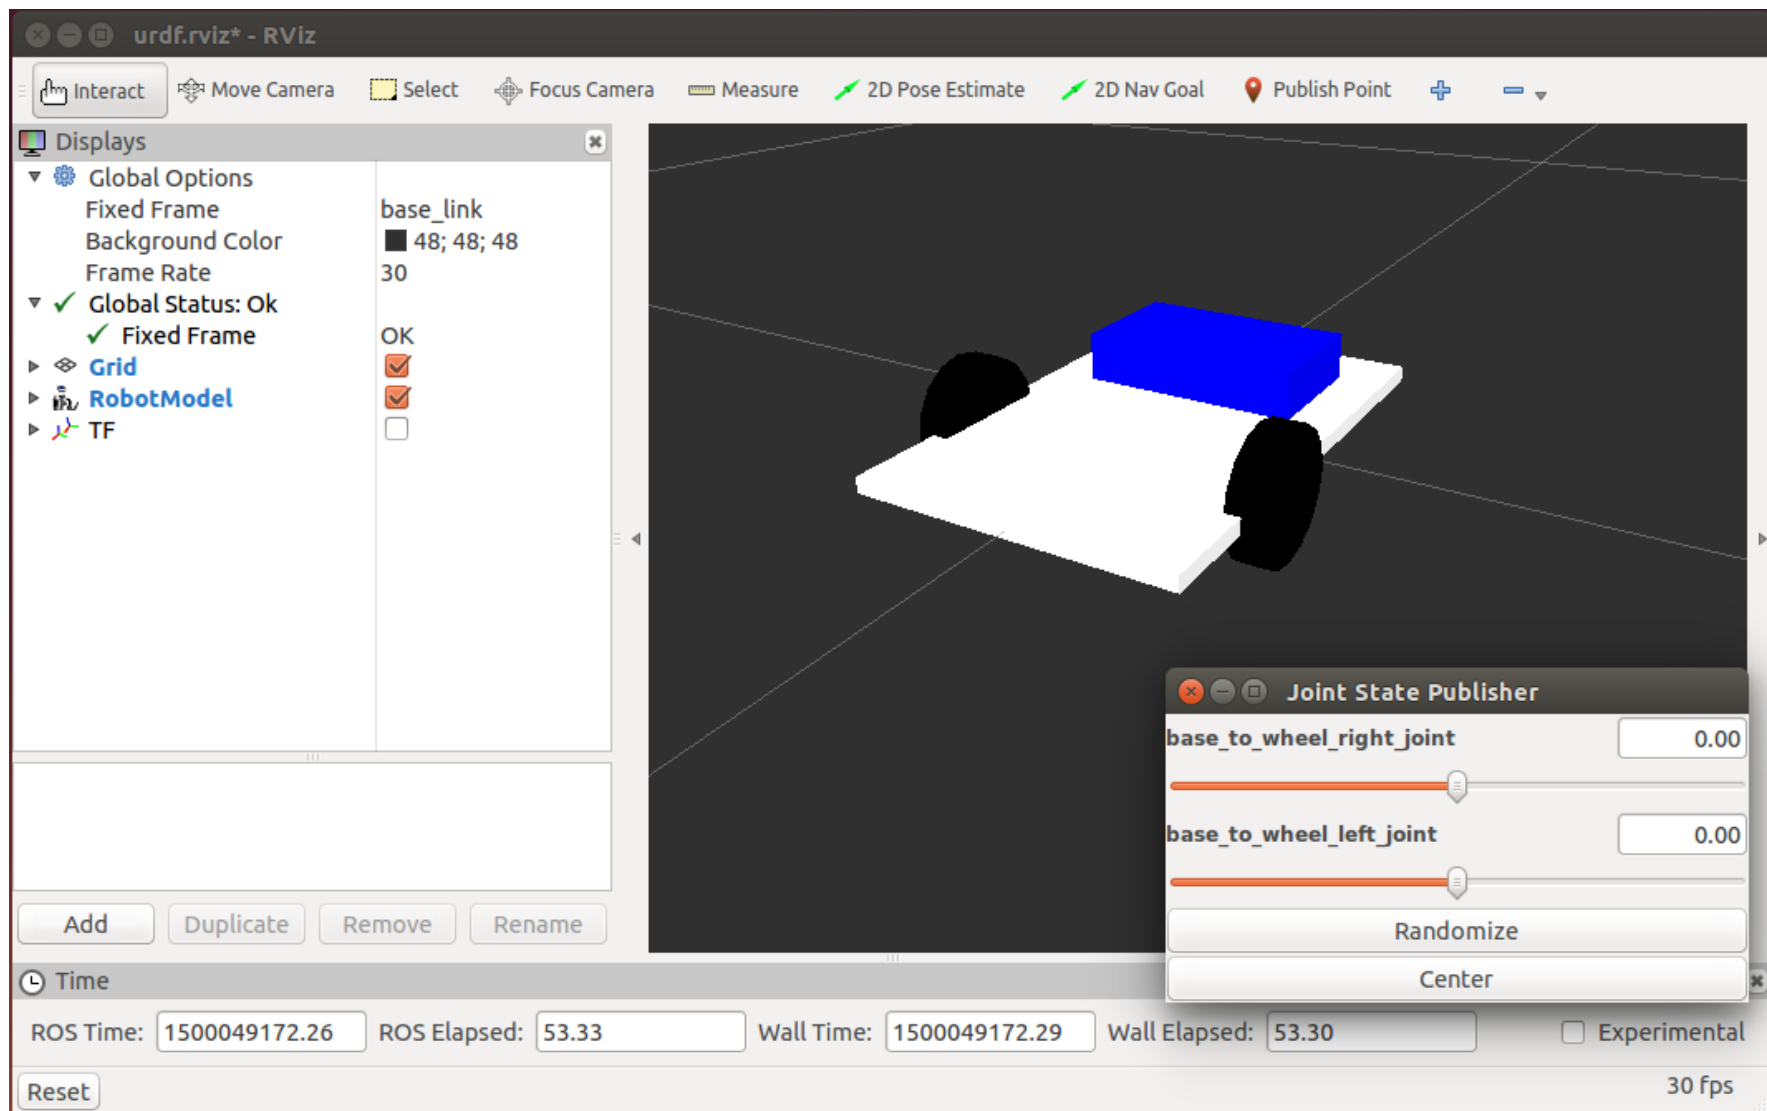 urdf.rviz* - RViz
Interact Move Camera Select Focus Camera Measure 2D Pose Estimate 2D Nav Goal Publish Point
Displays
Global Options
Fixed Frame base_link
Background Color 48; 48; 48
Frame Rate 30
Global Status: Ok
Fixed Frame OK
Grid
RobotModel
TF
Add Duplicate Remove Rename
Joint State Publisher
base_to_wheel_right_joint 0.00
base_to_wheel_left_joint 0.00
Randomize
Center
Time
ROS Time: 1500049172.26 ROS Elapsed: 53.33 Wall Time: 1500049172.29 Wall Elapsed: 53.30 Experimental
Reset 30 fps